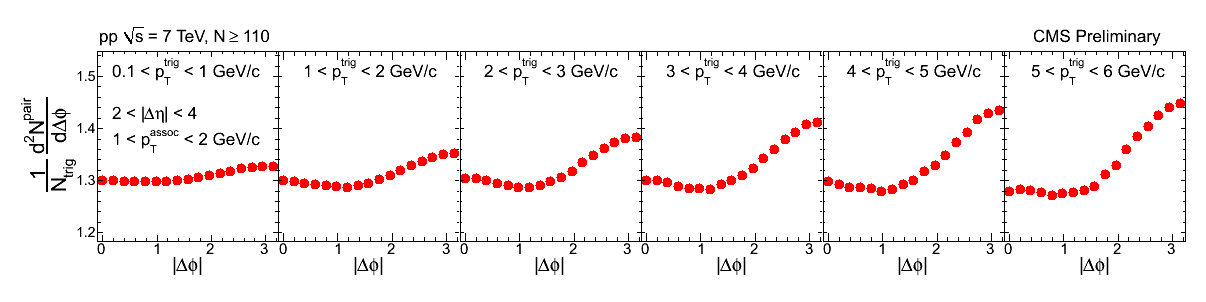 pp √s = 7 TeV, N ≥ 110
CMS Preliminary
0.1 < p_T^trig < 1 GeV/c
1 < p_T^trig < 2 GeV/c
2 < p_T^trig < 3 GeV/c
3 < p_T^trig < 4 GeV/c
4 < p_T^trig < 5 GeV/c
5 < p_T^trig < 6 GeV/c
2 < |Δη| < 4
1 < p_T^assoc < 2 GeV/c
1/N_trig d²N^pair/dΔϕ
1.5
1.4
1.3
1.2
0 1 2 3
0 1 2 3
0 1 2 3
0 1 2 3
0 1 2 3
0 1 2 3
|Δϕ|
|Δϕ|
|Δϕ|
|Δϕ|
|Δϕ|
|Δϕ|